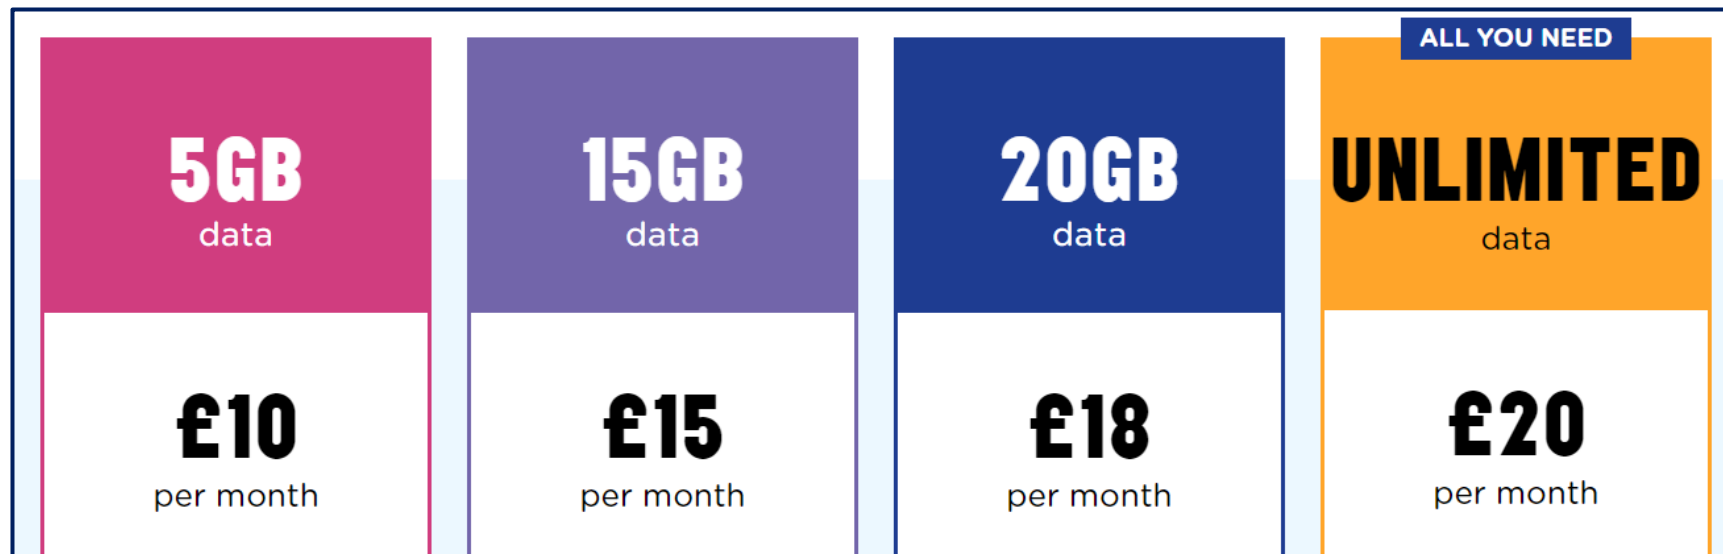 ALL YOU NEED
5GB
data
15GB
data
20GB
data
UNLIMITED
data
£10
per month
£15
per month
£18
per month
£20
per month